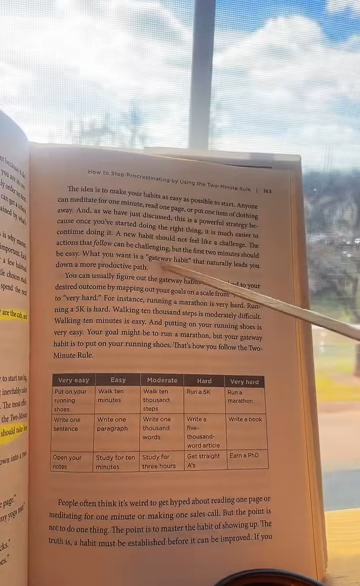 How to Stop Procrastinating by Using the Two-Minute Rule | 163
The idea is to make your habits as easy as possible to start. Anyone
can meditate for one minute, read one page, or put one item of clothing
away. And, as we have just discussed, this is a powerful strategy be-
cause once you've started doing the right thing, it is much easier to
continue doing it. A new habit should not feel like a challenge. The
actions that follow can be challenging, but the first two minutes should
be easy. What you want is a "gateway habit" that naturally leads you
down a more productive path.
You can usually figure out the gateway habits to your
desired outcome by mapping out your goals on a scale from
to "very hard." For instance, running a marathon is very hard. Run-
ning a 5K is hard. Walking ten thousand steps is moderately difficult.
Walking ten minutes is easy. And putting on your running shoes is
very easy. Your goal might be to run a marathon, but your gateway
habit is to put on your running shoes. That's how you follow the Two-
Minute Rule.
Very easy Easy Moderate Hard Very hard
Put on your Walk ten Walk ten Run a 5K Run a
running minutes thousand marathon
shoes steps
Write one Write one Write one Write a Write a book
sentence paragraph thousand five-
words thousand-
word article
Open your Study for ten Study for Get straight Earn a PhD
notes minutes three hours A's
People often think it's weird to get hyped about reading one page or
meditating for one minute or making one sales call. But the point is
not to do one thing. The point is to master the habit of showing up. The
truth is, a habit must be established before it can be improved. If you